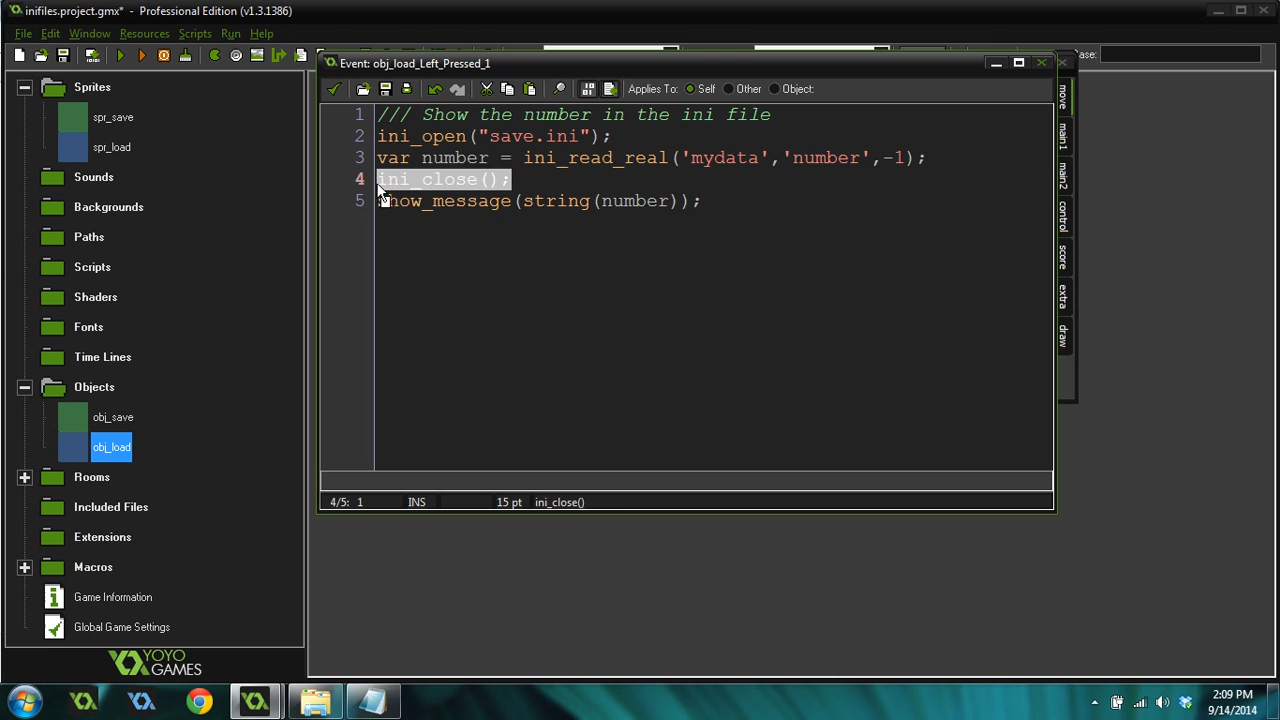 inifiles.project.gmx* - Professional Edition (v1.3.1386)
File Edit Window Resources Scripts Run Help
Event: obj_load_Left_Pressed_1
Applies To: Self Other Object:
Sprites
spr_save
spr_load
Sounds
Backgrounds
Paths
Scripts
Shaders
Fonts
Time Lines
Objects
obj_save
obj_load
Rooms
Included Files
Extensions
Macros
Game Information
Global Game Settings
YOYO
GAMES
1 /// Show the number in the ini file
2 ini_open("save.ini");
3 var number = ini_read_real('mydata','number',-1);
4 ini_close();
5 show_message(string(number));
4/5: 1 INS 15 pt ini_close()
move
main1
main2
control
score
extra
draw
2:09 PM
9/14/2014